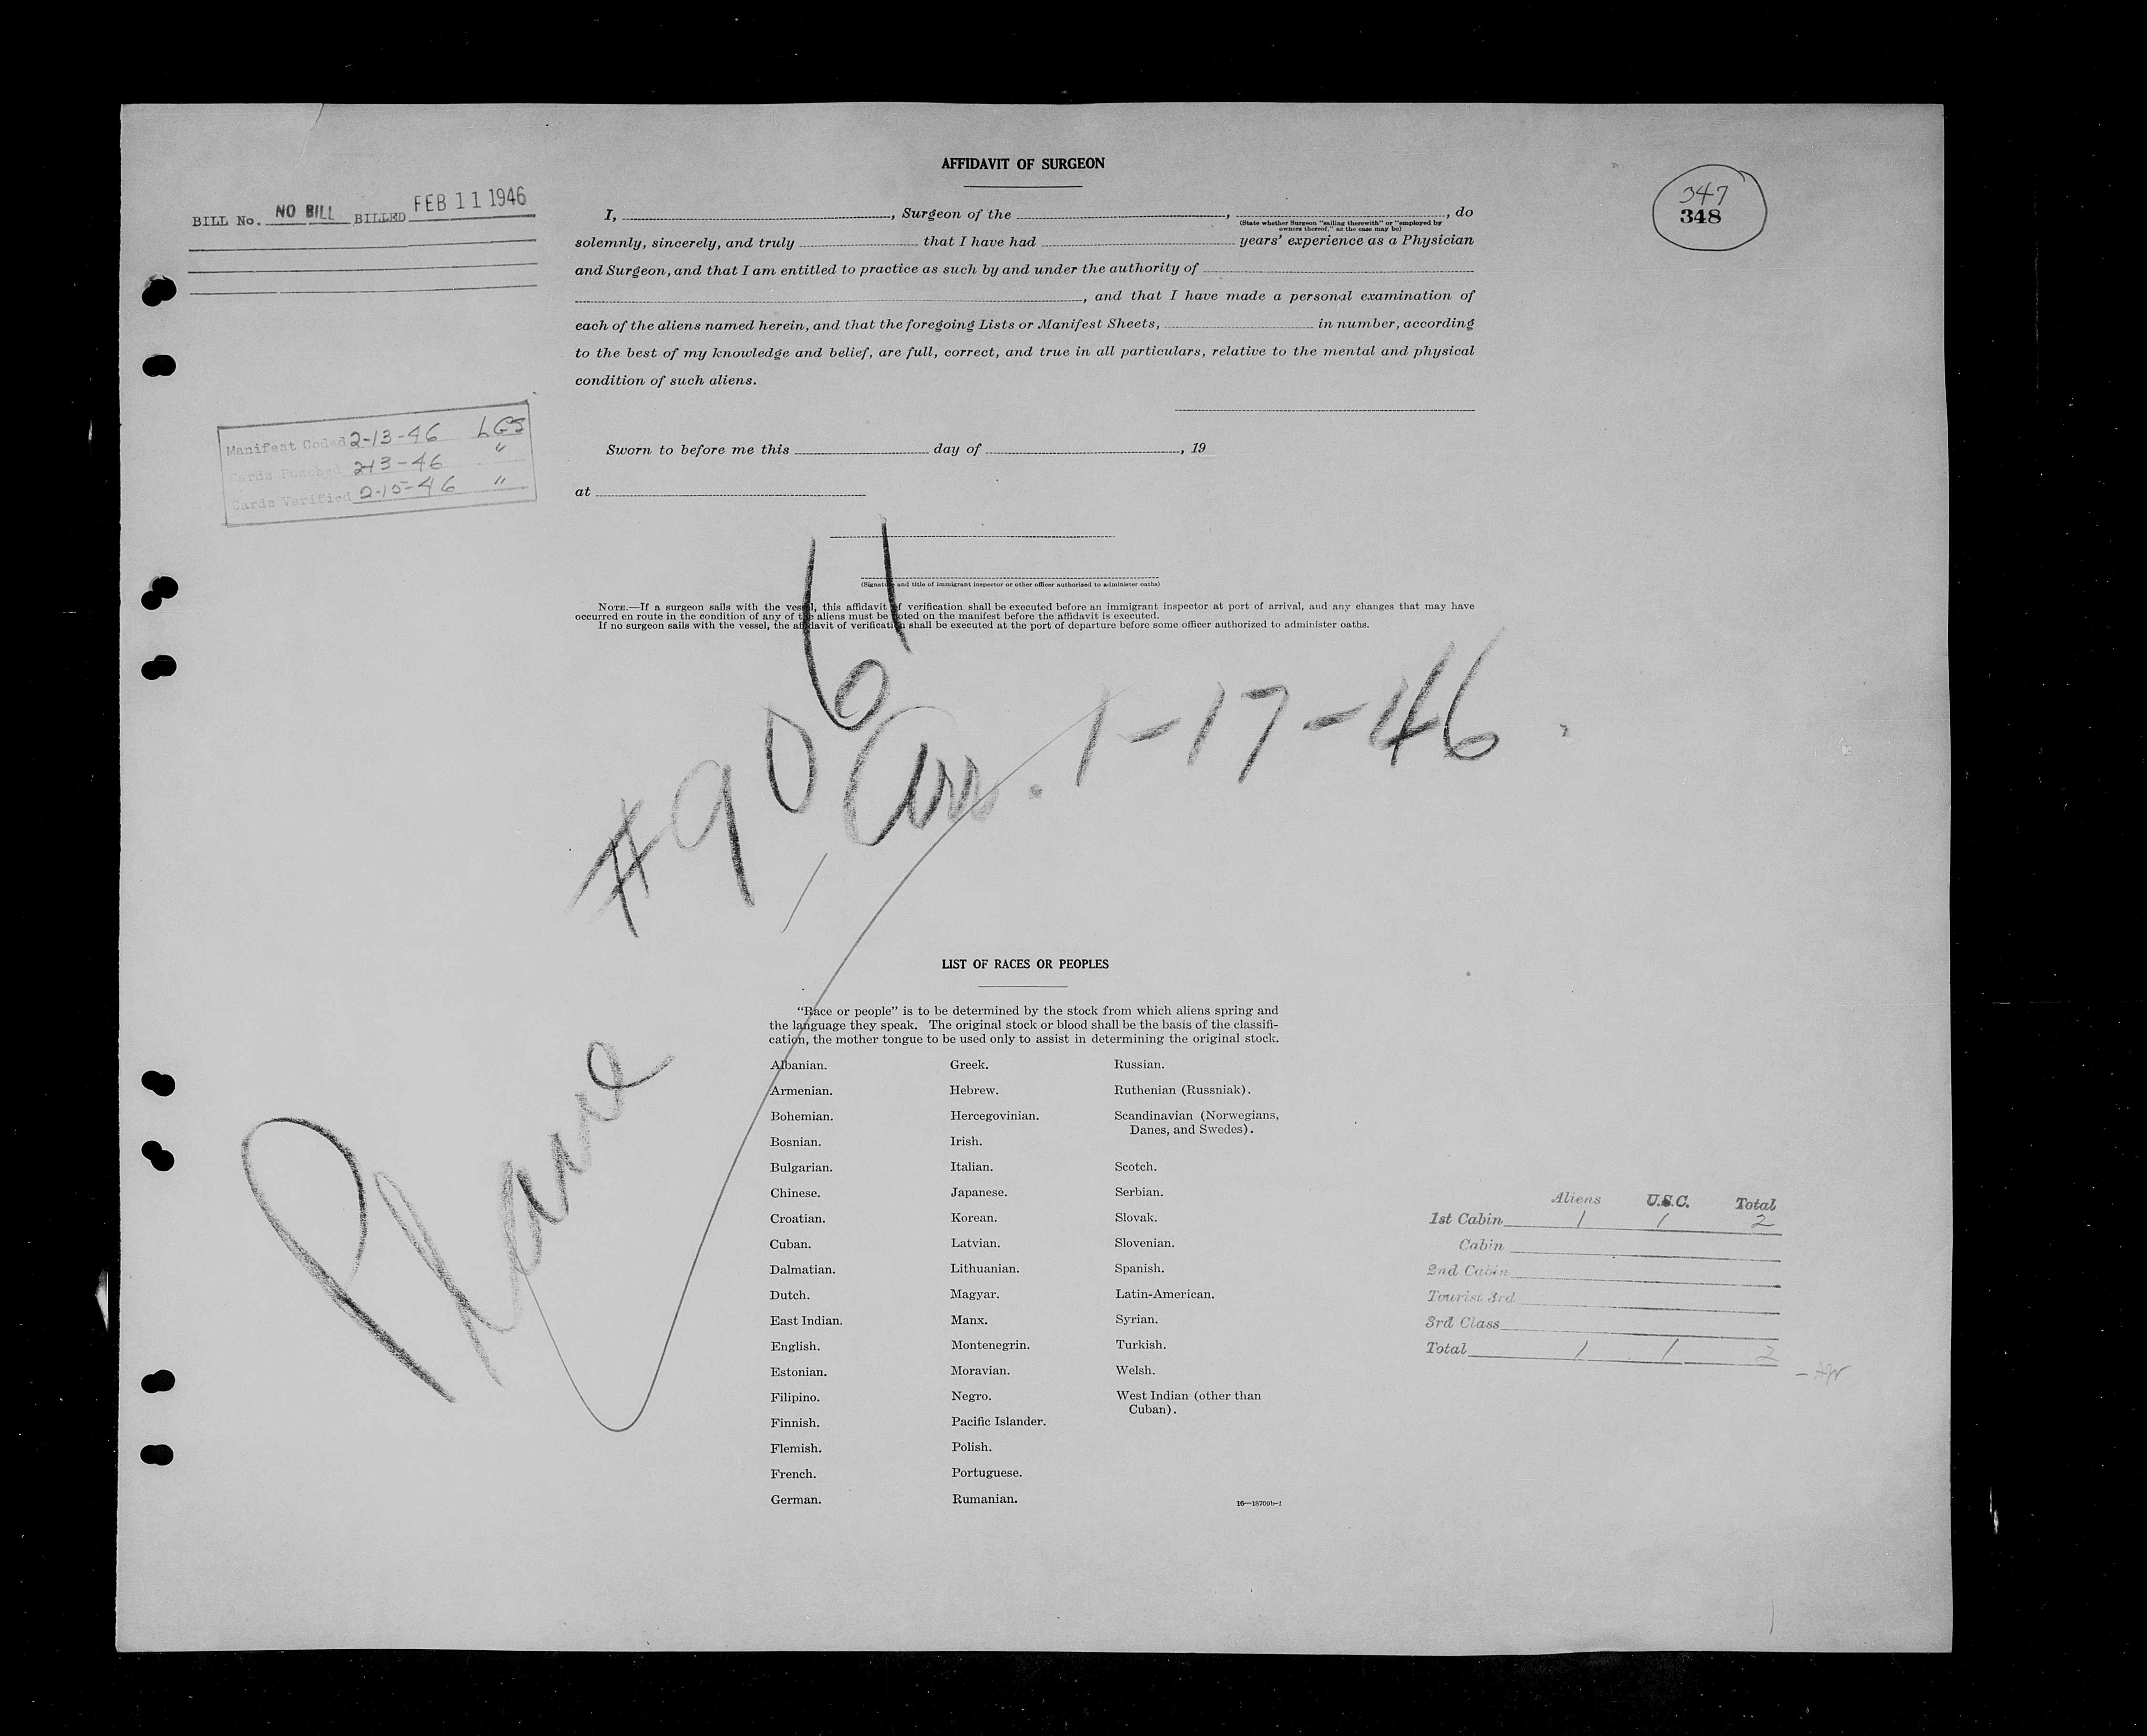 AFFIDAVIT OF SURGEON
347
348
BILL No. NO BILL BILLED FEB 11 1946
I, , Surgeon of the , , do
(State whether Surgeon "sailing therewith" or "employed by
owners thereof," as the case may be)
solemnly, sincerely, and truly that I have had years' experience as a Physician
and Surgeon, and that I am entitled to practice as such by and under the authority of
, and that I have made a personal examination of
each of the aliens named herein, and that the foregoing Lists or Manifest Sheets, in number, according
to the best of my knowledge and belief, are full, correct, and true in all particulars, relative to the mental and physical
condition of such aliens.
Manifest Coded 2-13-46 LGS
Cards Punched 2-13-46 "
Cards Verified 2-15-46 "
Sworn to before me this day of , 19
at
(Signature and title of immigrant inspector or other officer authorized to administer oaths)
NOTE.—If a surgeon sails with the vessel, this affidavit of verification shall be executed before an immigrant inspector at port of arrival, and any changes that may have
occurred en route in the condition of any of the aliens must be noted on the manifest before the affidavit is executed.
If no surgeon sails with the vessel, the affidavit of verification shall be executed at the port of departure before some officer authorized to administer oaths.
Plane #9061
Arr. 1-17-46
LIST OF RACES OR PEOPLES
"Race or people" is to be determined by the stock from which aliens spring and
the language they speak. The original stock or blood shall be the basis of the classifi-
cation, the mother tongue to be used only to assist in determining the original stock.
Albanian. Greek. Russian.
Armenian. Hebrew. Ruthenian (Russniak).
Bohemian. Hercegovinian. Scandinavian (Norwegians,
Danes, and Swedes).
Bosnian. Irish.
Bulgarian. Italian. Scotch.
Chinese. Japanese. Serbian.
Croatian. Korean. Slovak.
Cuban. Latvian. Slovenian.
Dalmatian. Lithuanian. Spanish.
Dutch. Magyar. Latin-American.
East Indian. Manx. Syrian.
English. Montenegrin. Turkish.
Estonian. Moravian. Welsh.
Filipino. Negro. West Indian (other than
Cuban).
Finnish. Pacific Islander.
Flemish. Polish.
French. Portuguese.
German. Rumanian.
16—18709b-1
Aliens U.S.C. Total
1st Cabin 1 1 2
Cabin
2nd Cabin
Tourist 3rd
3rd Class
Total 1 1 2